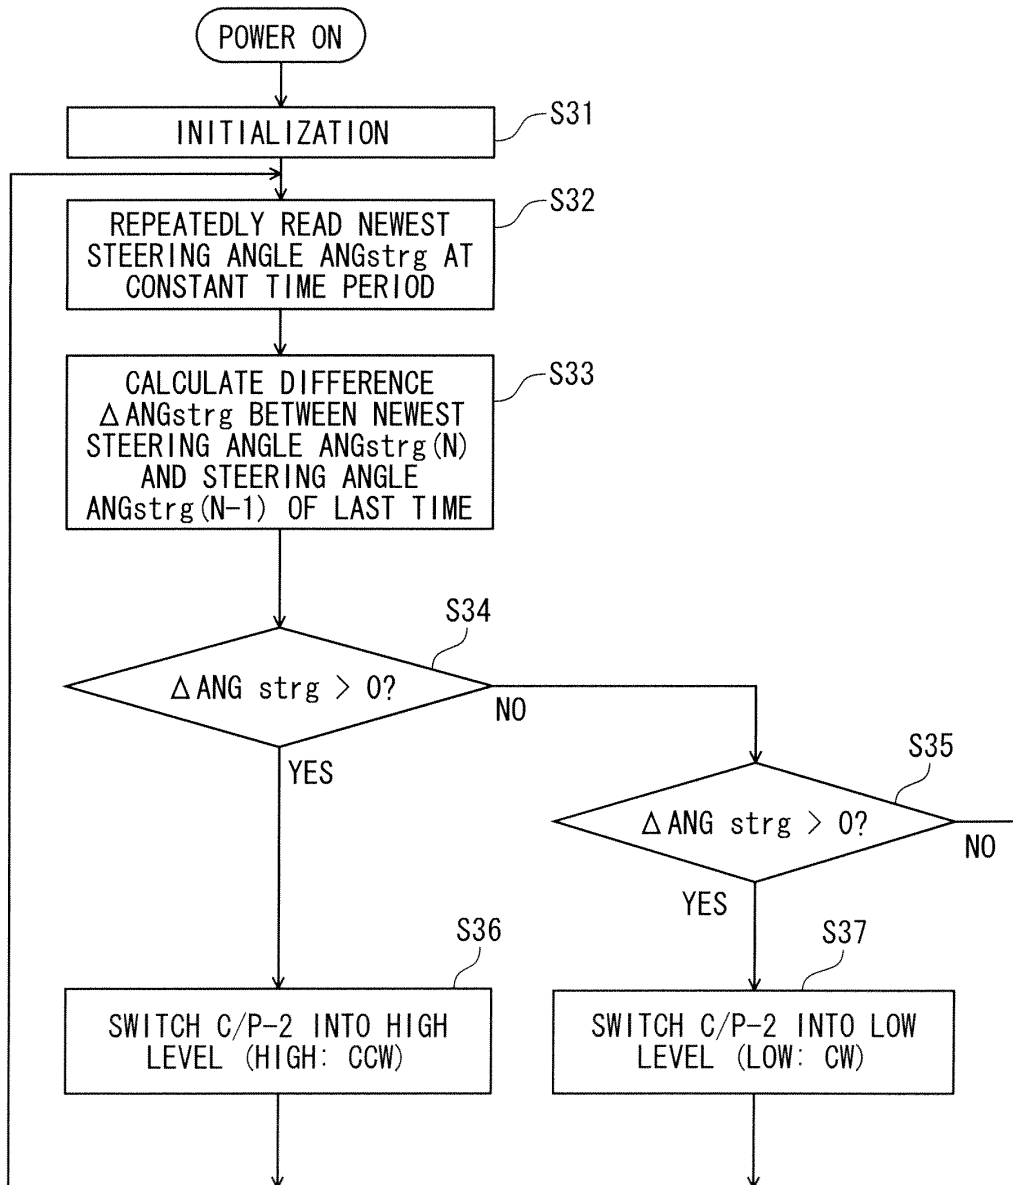 POWER ON
INITIALIZATION
S31
REPEATEDLY READ NEWEST
STEERING ANGLE ANGstrg AT
CONSTANT TIME PERIOD
S32
CALCULATE DIFFERENCE
ΔANGstrg BETWEEN NEWEST
STEERING ANGLE ANGstrg(N)
AND STEERING ANGLE
ANGstrg(N-1) OF LAST TIME
S33
S34
ΔANG strg > 0?
NO
YES
S35
ΔANG strg > 0?
NO
YES
S36
SWITCH C/P-2 INTO HIGH
LEVEL (HIGH: CCW)
S37
SWITCH C/P-2 INTO LOW
LEVEL (LOW: CW)